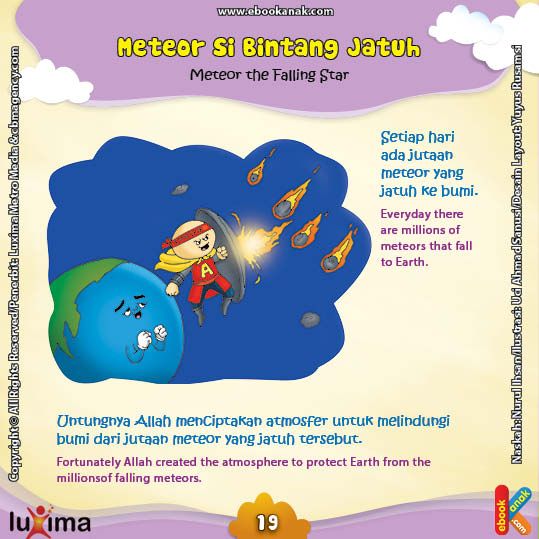 www.ebookanak.com
Meteor Si Bintang Jatuh
Meteor the Falling Star
Setiap hari
ada jutaan
meteor yang
jatuh ke bumi.
Everyday there
are millions of
meteors that fall
to Earth.
A
Untungnya Allah menciptakan atmosfer untuk melindungi
bumi dari jutaan meteor yang jatuh tersebut.
Fortunately Allah created the atmosphere to protect Earth from the
millionsof falling meteors.
Copyright © All Rights Reserved/Penerbit: Luxima Metro Media & cbmagency.com
Naskah: Nurul Ihsan/Ilustrasi: Uci Ahmad Samsi/Desain Layout: Yuyus Rusamsi
luxima
19
ebook
anak
.com